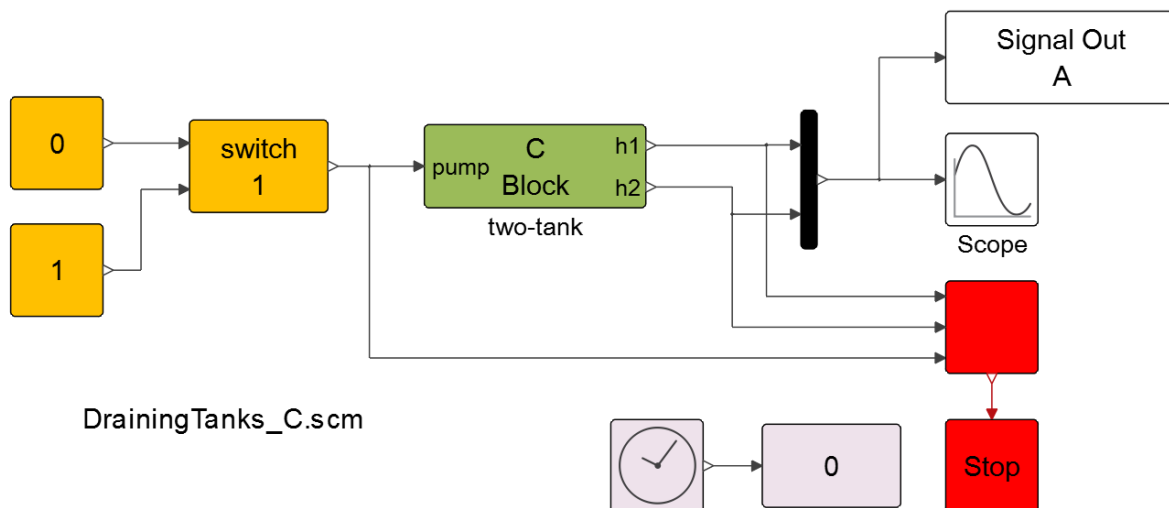 Signal Out
A
0
switch
1
pump
C
Block
h1
h2
two-tank
1
Scope
DrainingTanks_C.scm
0
Stop